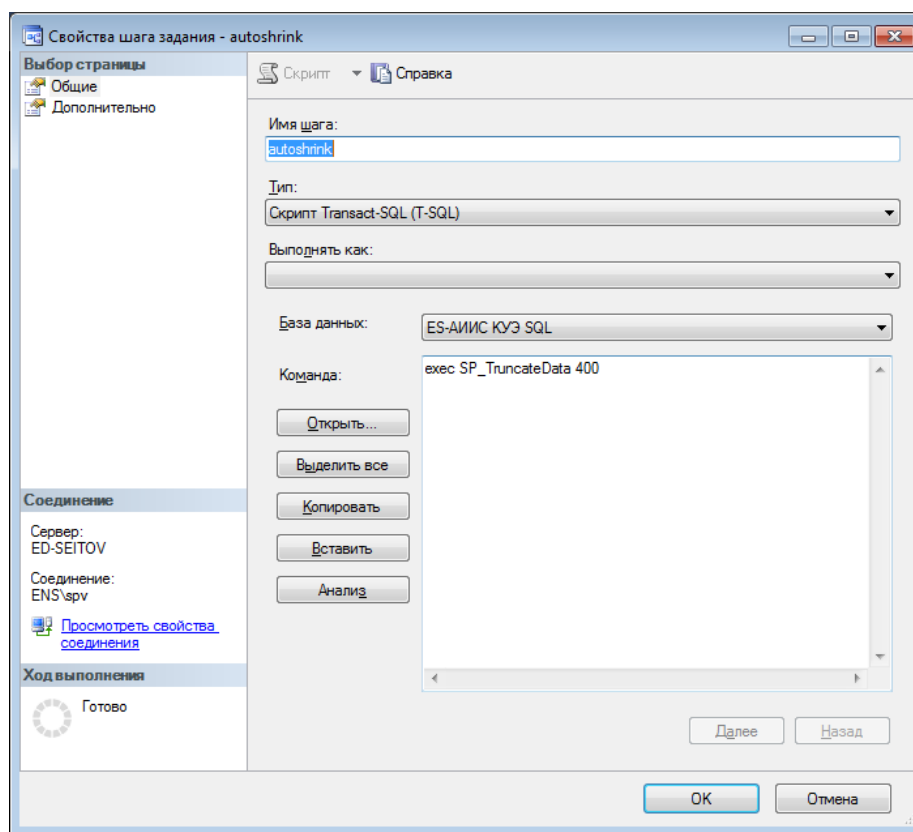 Свойства шага задания - autoshrink
Выбор страницы
Общие
Дополнительно
Скрипт
Справка
Имя шага:
autoshrink
Тип:
Скрипт Transact-SQL (T-SQL)
Выполнять как:
База данных:
ES-АИИС КУЭ SQL
Команда:
exec SP_TruncateData 400
Открыть...
Выделить все
Копировать
Вставить
Анализ
Соединение
Сервер:
ED-SEITOV
Соединение:
ENS\spv
Просмотреть свойства
соединения
Ход выполнения
Готово
Далее
Назад
OK
Отмена